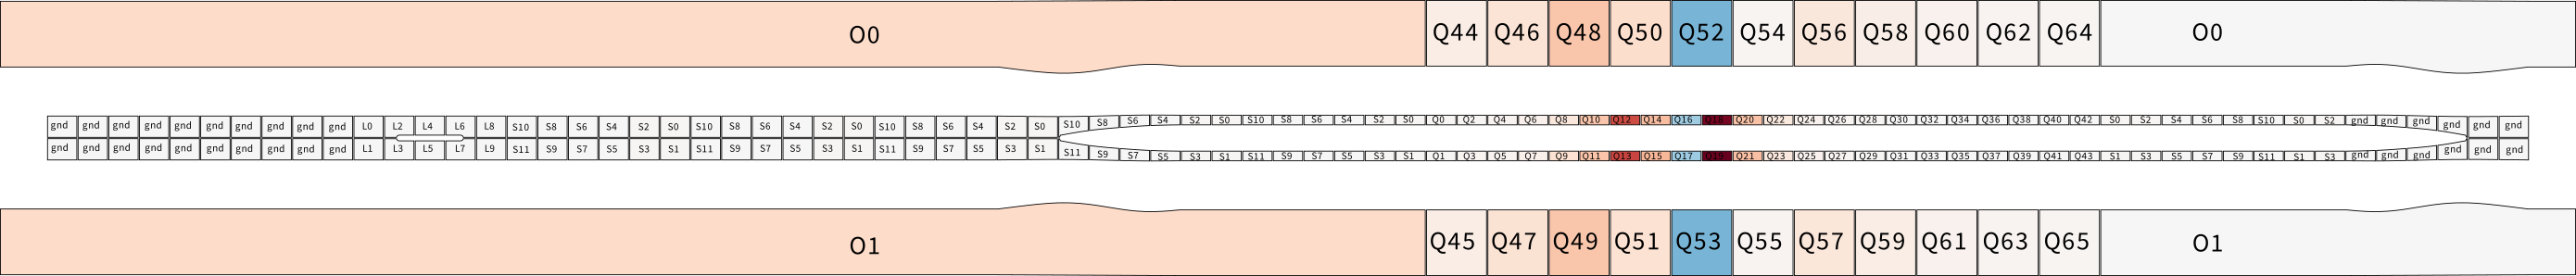 O0 Q44 Q46 Q48 Q50 Q52 Q54 Q56 Q58 Q60 Q62 Q64 O0
gnd gnd gnd gnd gnd gnd gnd gnd gnd gnd L0 L2 L4 L6 L8 S10 S8 S6 S4 S2 S0 S10 S8 S6 S4 S2 S0 S10 S8 S6 S4 S2 S0 S10 S8 S6 S4 S2 S0 S10 S8 S6 S4 S2 S0 Q0 Q2 Q4 Q6 Q8 Q10 Q12 Q14 Q16 Q18 Q20 Q22 Q24 Q26 Q28 Q30 Q32 Q34 Q36 Q38 Q40 Q42 S0 S2 S4 S6 S8 S10 S0 S2 gnd gnd gnd gnd gnd gnd
gnd gnd gnd gnd gnd gnd gnd gnd gnd gnd L1 L3 L5 L7 L9 S11 S9 S7 S5 S3 S1 S11 S9 S7 S5 S3 S1 S11 S9 S7 S5 S3 S1 S11 S9 S7 S5 S3 S1 S11 S9 S7 S5 S3 S1 Q1 Q3 Q5 Q7 Q9 Q11 Q13 Q15 Q17 Q19 Q21 Q23 Q25 Q27 Q29 Q31 Q33 Q35 Q37 Q39 Q41 Q43 S1 S3 S5 S7 S9 S11 S1 S3 gnd gnd gnd gnd gnd gnd
O1 Q45 Q47 Q49 Q51 Q53 Q55 Q57 Q59 Q61 Q63 Q65 O1